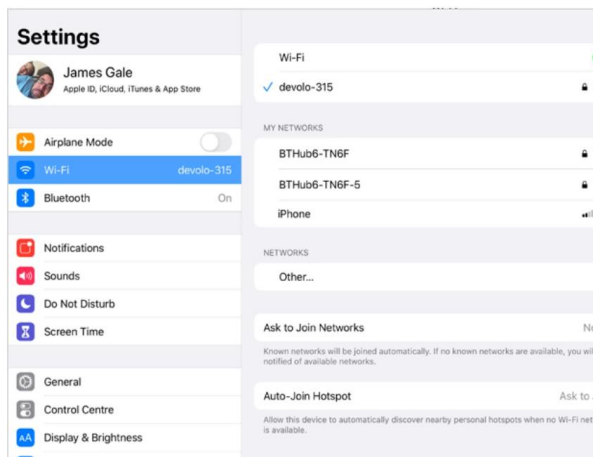 Settings
James Gale
Apple ID, iCloud, iTunes & App Store
Airplane Mode
Wi-Fi devolo-315
Bluetooth On
Notifications
Sounds
Do Not Disturb
Screen Time
General
Control Centre
AA Display & Brightness
Wi-Fi
devolo-315
MY NETWORKS
BTHub6-TN6F
BTHub6-TN6F-5
iPhone
NETWORKS
Other...
Ask to Join Networks
Known networks will be joined automatically. If no known networks are available, you
notified of available networks.
Auto-Join Hotspot Ask to
Allow this device to automatically discover nearby personal hotspots when no Wi-Fi
is available.